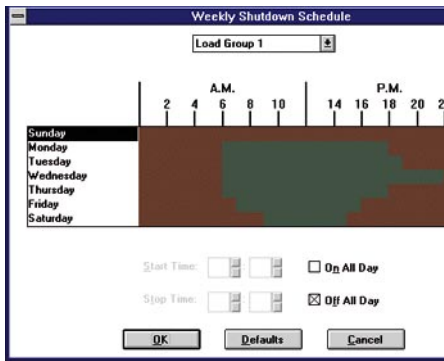 Weekly Shutdown Schedule
Load Group 1
A.M. P.M.
2 4 6 8 10 14 16 18 20
Sunday
Monday
Tuesday
Wednesday
Thursday
Friday
Saturday
Start Time: : On All Day
Stop Time: : Off All Day
OK Defaults Cancel